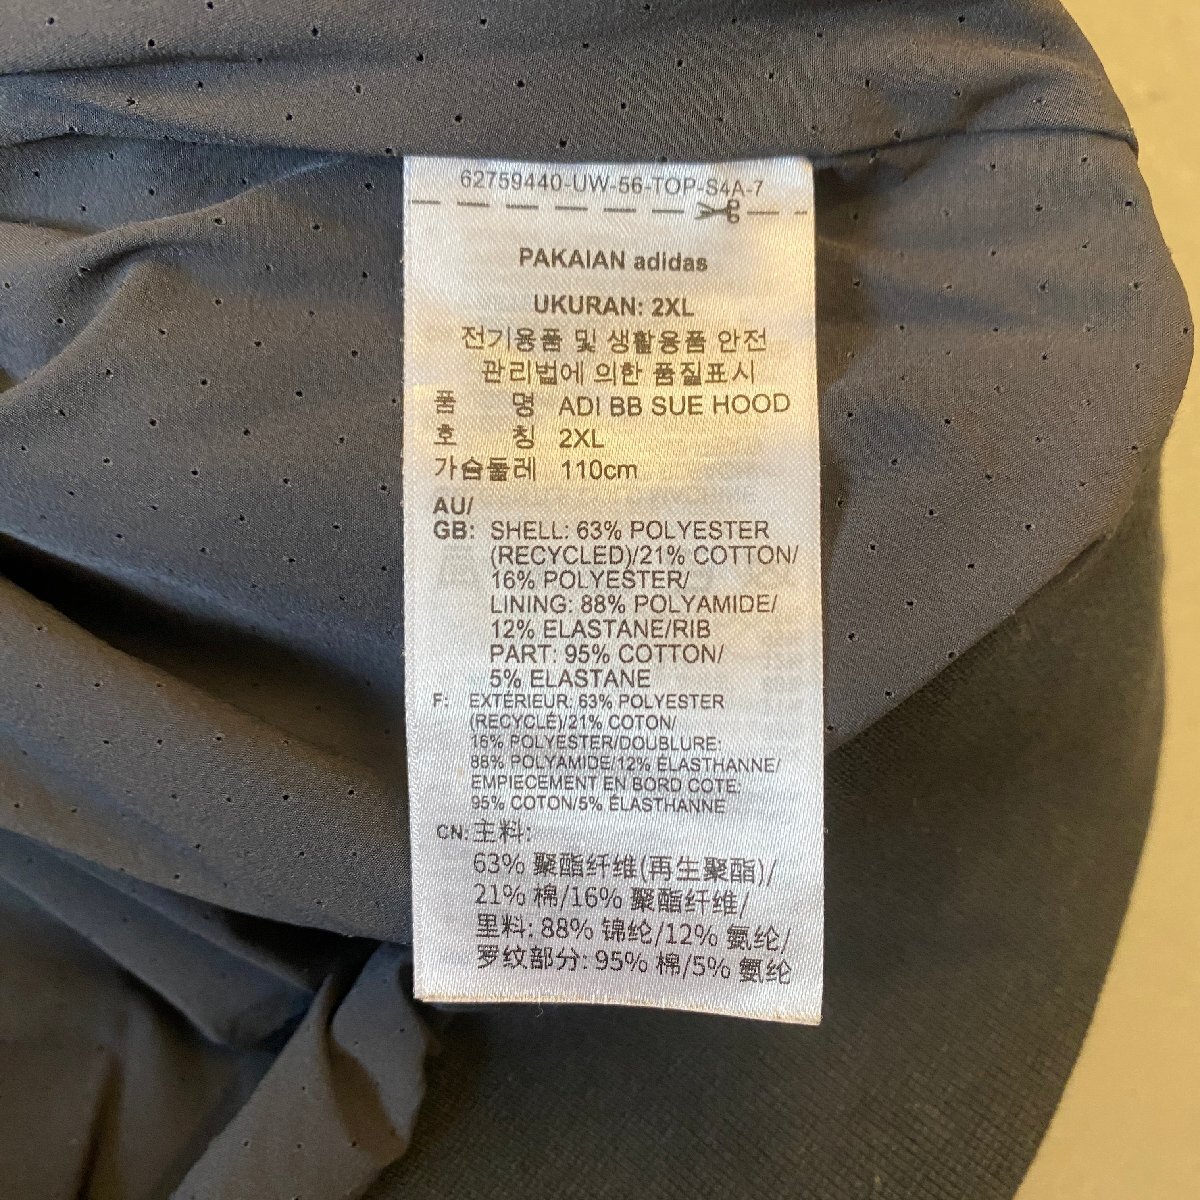 62759440-UW-56-TOP-S4A-7
PAKAIAN adidas
UKURAN: 2XL
전기용품 및 생활용품 안전
관리법에 의한 품질표시
품 명 ADI BB SUE HOOD
호 칭 2XL
가슴둘레 110cm
AU/
GB: SHELL: 63% POLYESTER
(RECYCLED)/21% COTTON/
16% POLYESTER/
LINING: 88% POLYAMIDE/
12% ELASTANE/RIB
PART: 95% COTTON/
5% ELASTANE
F: EXTÉRIEUR: 63% POLYESTER
(RECYCLÉ)/21% COTON/
16% POLYESTER/DOUBLURE:
88% POLYAMIDE/12% ÉLASTHANNE/
EMPIECEMENT EN BORD COTE:
95% COTON/5% ÉLASTHANNE
CN: 主料:
63% 聚酯纤维(再生聚酯)/
21% 棉/16% 聚酯纤维/
里料: 88% 锦纶/12% 氨纶/
罗纹部分: 95% 棉/5% 氨纶